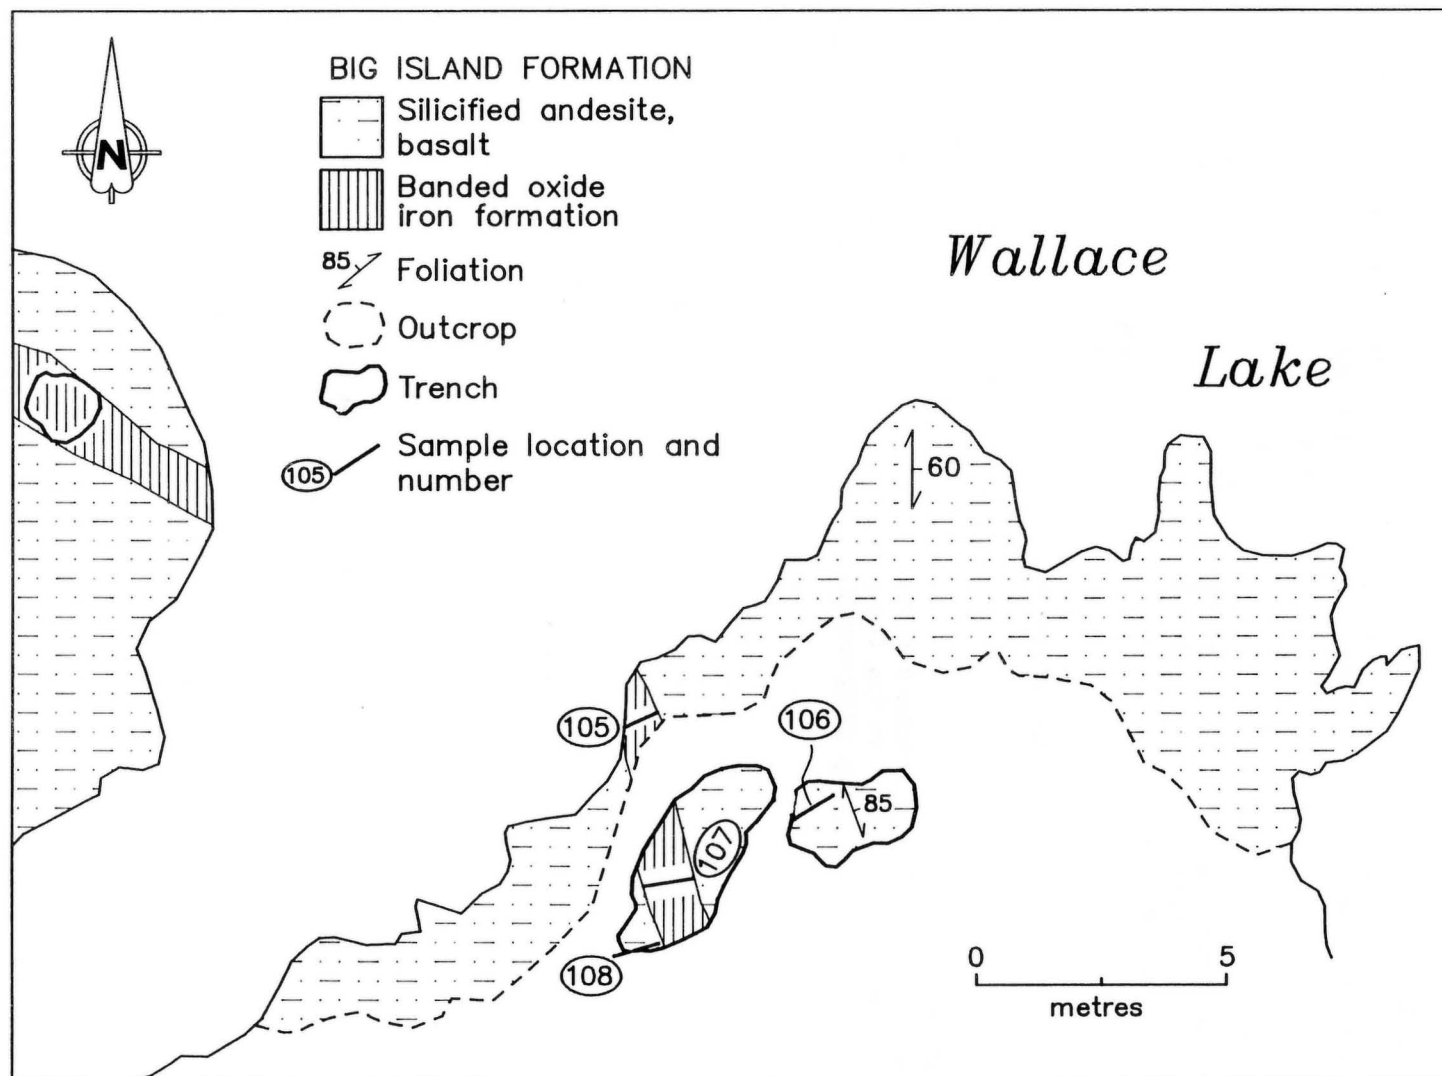 N
BIG ISLAND FORMATION
Silicified andesite,
basalt
Banded oxide
iron formation
85
Foliation
Outcrop
Trench
105
Sample location and
number
Wallace
Lake
60
105
106
85
107
108
0 5
metres